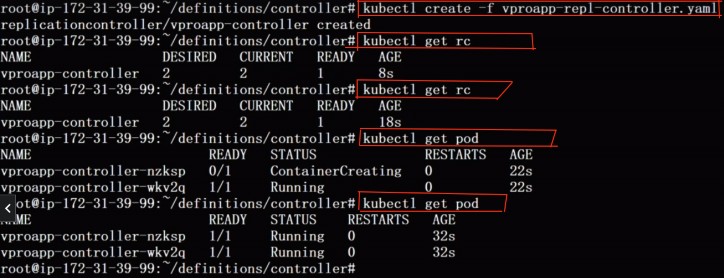 root@ip-172-31-39-99:~/definitions/controller# kubectl create -f vproapp-repl-controller.yaml
replicationcontroller/vproapp-controller created
root@ip-172-31-39-99:~/definitions/controller# kubectl get rc
NAME DESIRED CURRENT READY AGE
vproapp-controller 2 2 1 8s
root@ip-172-31-39-99:~/definitions/controller# kubectl get rc
NAME DESIRED CURRENT READY AGE
vproapp-controller 2 2 1 18s
root@ip-172-31-39-99:~/definitions/controller# kubectl get pod
NAME READY STATUS RESTARTS AGE
vproapp-controller-nzksp 0/1 ContainerCreating 0 22s
vproapp-controller-wkv2q 1/1 Running 0 22s
root@ip-172-31-39-99:~/definitions/controller# kubectl get pod
NAME READY STATUS RESTARTS AGE
vproapp-controller-nzksp 1/1 Running 0 32s
vproapp-controller-wkv2q 1/1 Running 0 32s
root@ip-172-31-39-99:~/definitions/controller#